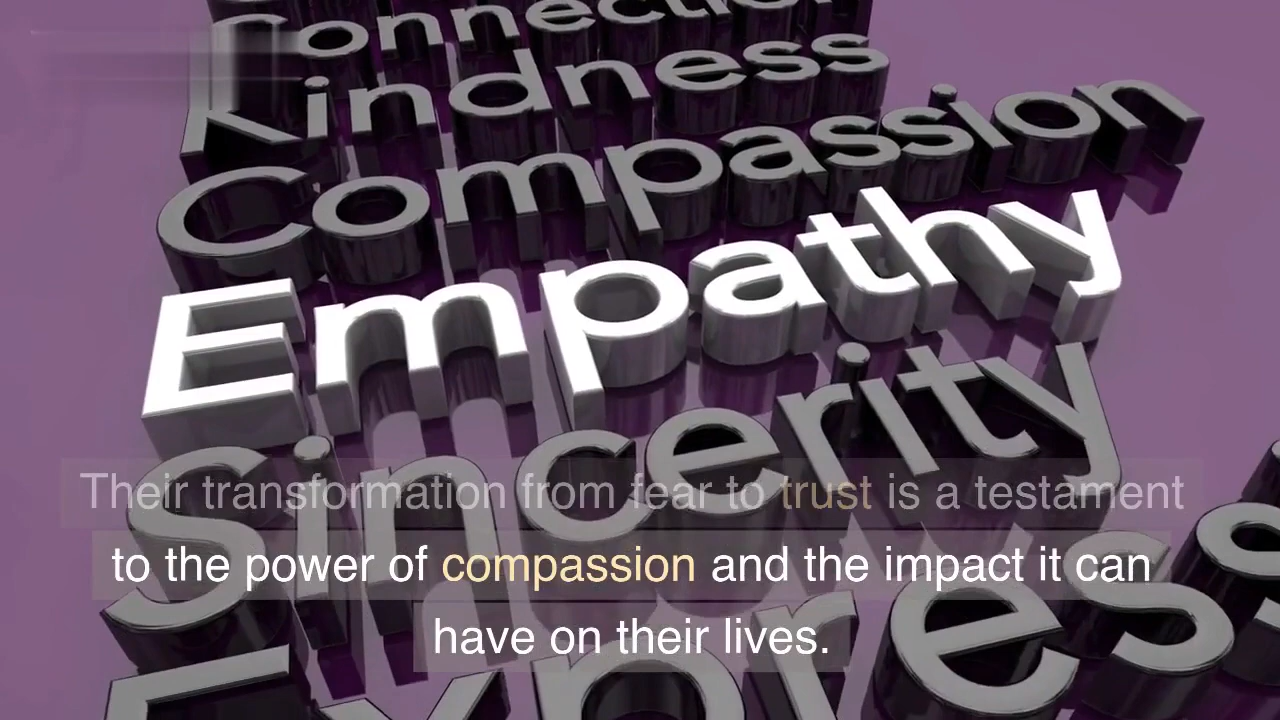 Connection
Kindness
Compassion
Empathy
Sincerity
Their transformation from fear to trust is a testament
to the power of compassion and the impact it can
have on their lives.